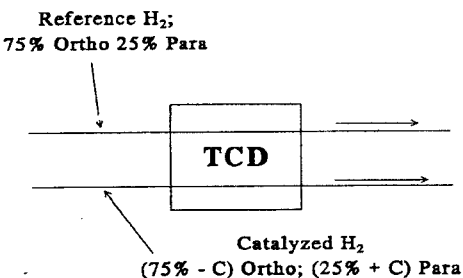 Reference H₂;
75% Ortho 25% Para
TCD
Catalyzed H₂
(75% - C) Ortho; (25% + C) Para